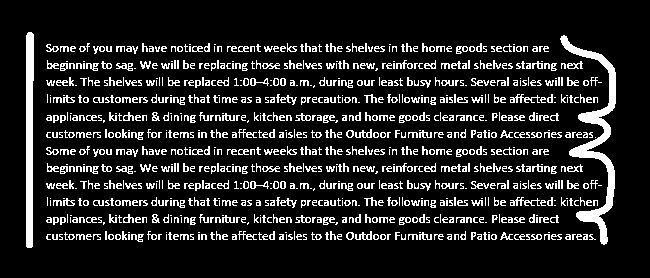 Some of you may have noticed in recent weeks that the shelves in the home goods section are
beginning to sag. We will be replacing those shelves with new, reinforced metal shelves starting next
week. The shelves will be replaced 1:00–4:00 a.m., during our least busy hours. Several aisles will be off-
limits to customers during that time as a safety precaution. The following aisles will be affected: kitchen
appliances, kitchen & dining furniture, kitchen storage, and home goods clearance. Please direct
customers looking for items in the affected aisles to the Outdoor Furniture and Patio Accessories areas.
Some of you may have noticed in recent weeks that the shelves in the home goods section are
beginning to sag. We will be replacing those shelves with new, reinforced metal shelves starting next
week. The shelves will be replaced 1:00–4:00 a.m., during our least busy hours. Several aisles will be off-
limits to customers during that time as a safety precaution. The following aisles will be affected: kitchen
appliances, kitchen & dining furniture, kitchen storage, and home goods clearance. Please direct
customers looking for items in the affected aisles to the Outdoor Furniture and Patio Accessories areas.